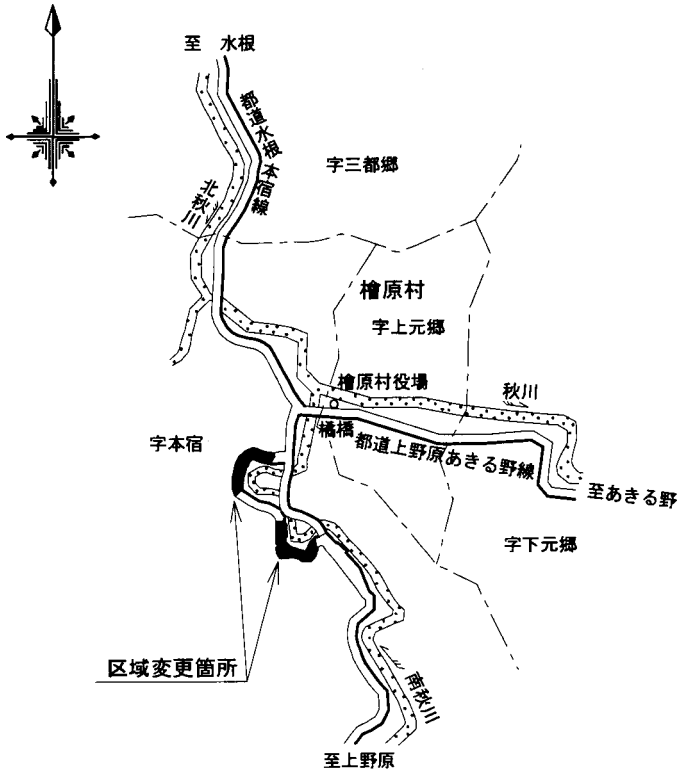 至 水根
都道水根本宿線
字三都郷
北秋川
檜原村
字上元郷
檜原村役場
秋川
橘橋
字本宿
都道上野原あきる野線
至あきる野
字下元郷
区域変更箇所
南秋川
至上野原